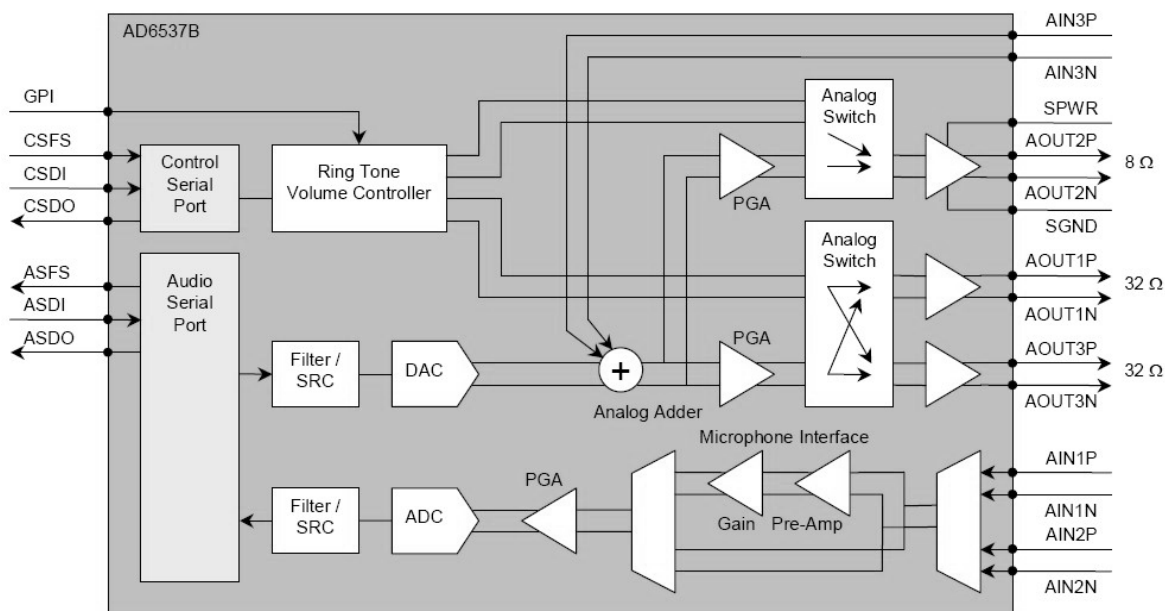 AD6537B
AIN3P
AIN3N
GPI
CSFS
CSDI
CSDO
Control
Serial
Port
Ring Tone
Volume Controller
PGA
Analog
Switch
SPWR
AOUT2P
8 Ω
AOUT2N
SGND
ASFS
ASDI
ASDO
Audio
Serial
Port
Filter /
SRC
DAC
+
Analog Adder
PGA
Analog
Switch
AOUT1P
32 Ω
AOUT1N
AOUT3P
32 Ω
AOUT3N
Microphone Interface
Gain
Pre-Amp
PGA
ADC
Filter /
SRC
AIN1P
AIN1N
AIN2P
AIN2N